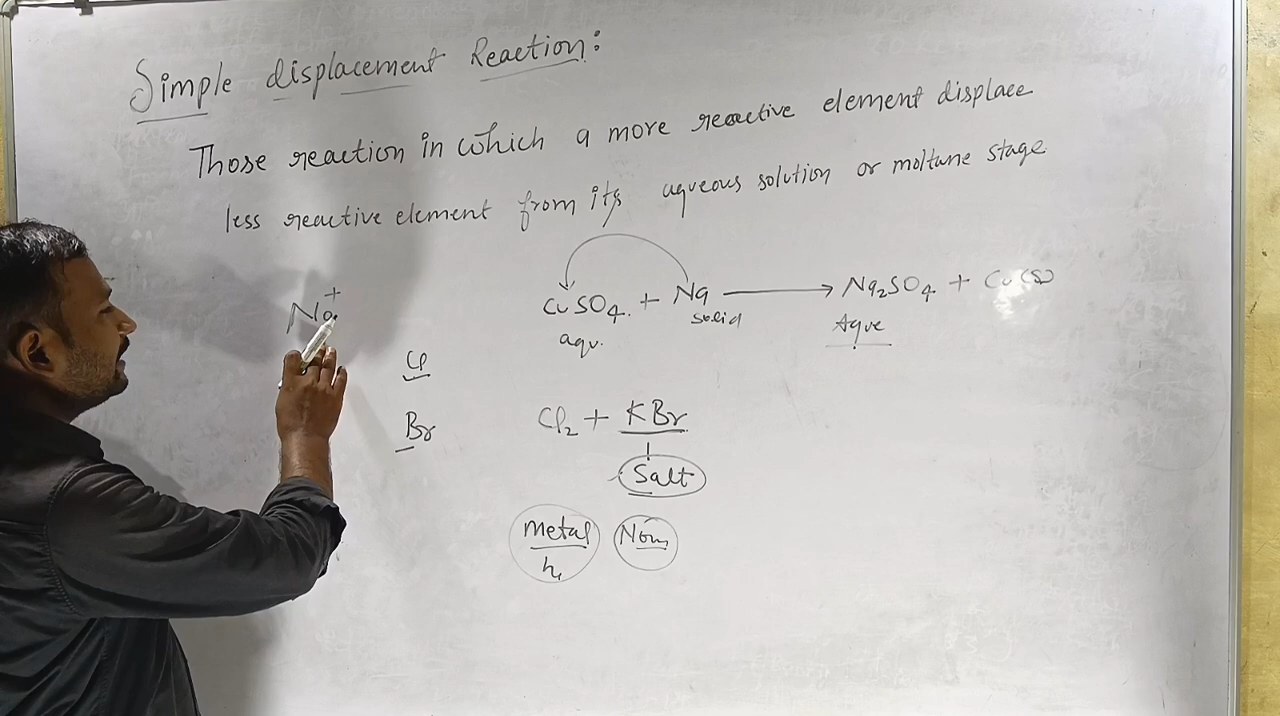 Simple displacement Reaction:
Those reaction in which a more reactive element displace
less reactive element from its aqueous solution or moltune stage
CuSO4. + Na → Na2SO4 + Cu(s)
aqu. solid Aque
Na+
Cl
Br
Cl2 + KBr
Salt
metal Non
h